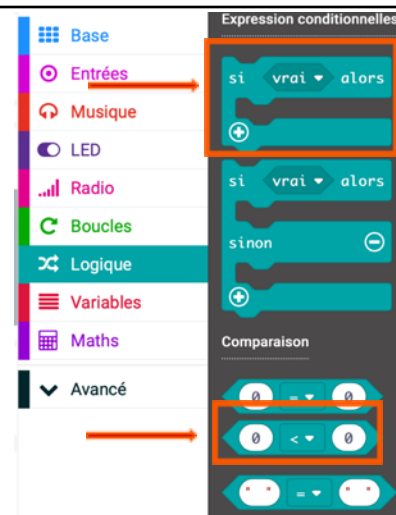 Base
Entrées
Musique
LED
Radio
Boucles
Logique
Variables
Maths
Avancé
Expression conditionnelles
si vrai alors
si vrai alors
sinon
Comparaison
0 = 0
0 < 0
" " = " "